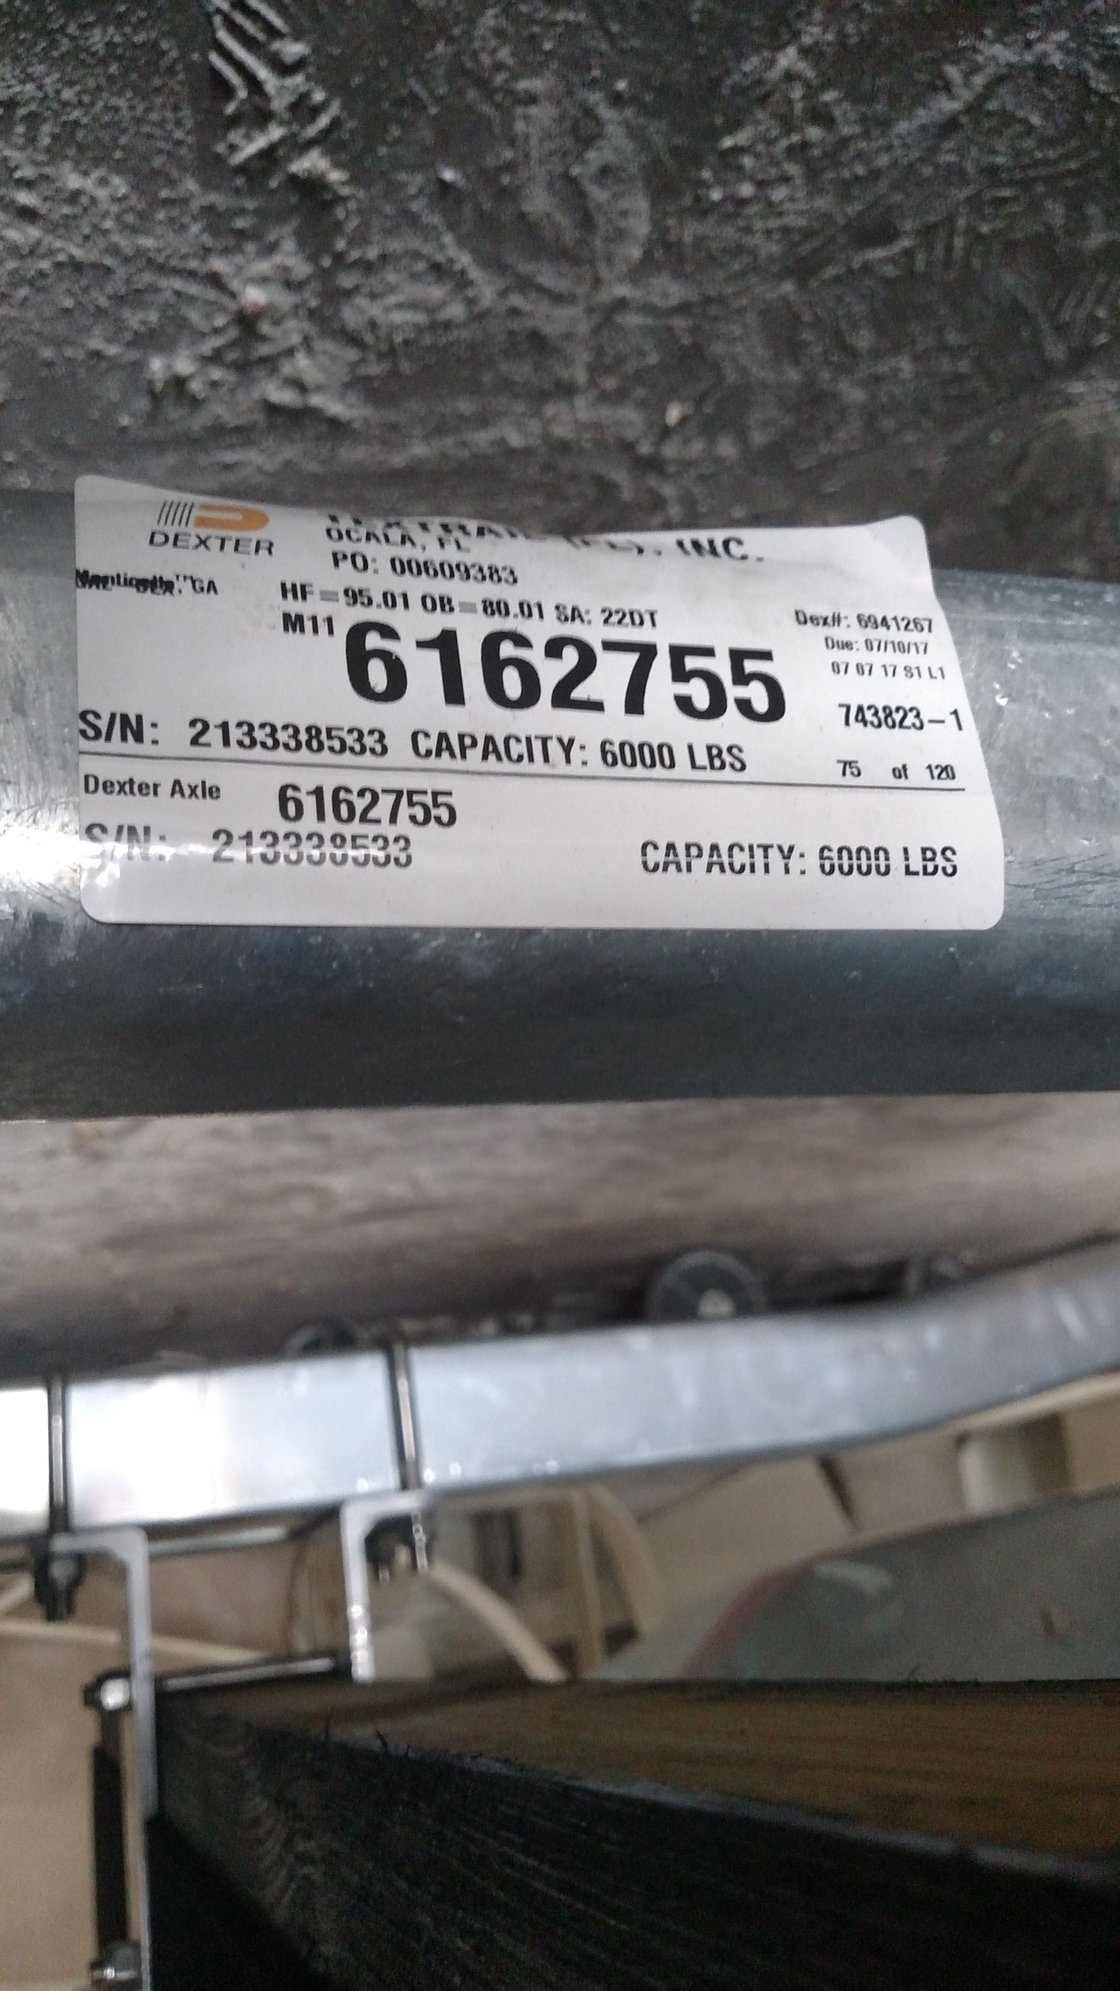 DEXTER
INC.
OCALA, FL
PO: 00609383
GA
HF=95.01 OB=80.01 SA: 22DT
Dex#: 6941267
M11
6162755
Due: 07/10/17
07 07 17 S1 L1
743823-1
S/N: 213338533 CAPACITY: 6000 LBS
75 of 120
Dexter Axle 6162755
S/N: 213338533
CAPACITY: 6000 LBS